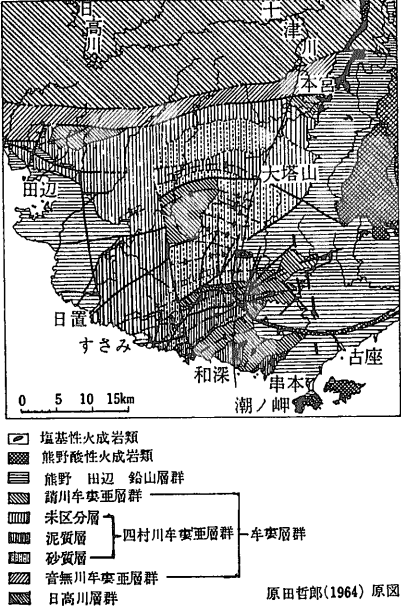 日高川
十津川
本宮
大塔山
田辺
日置
すさみ
和深
串本
古座
潮ノ岬
0 5 10 15km
塩基性火成岩類
熊野酸性火成岩類
熊野 田辺 鉛山層群
請川牟婁亜層群
未区分層
泥質層
砂質層
四村川牟婁亜層群
牟婁層群
音無川牟婁亜層群
日高川層群
原田哲郎(1964) 原図